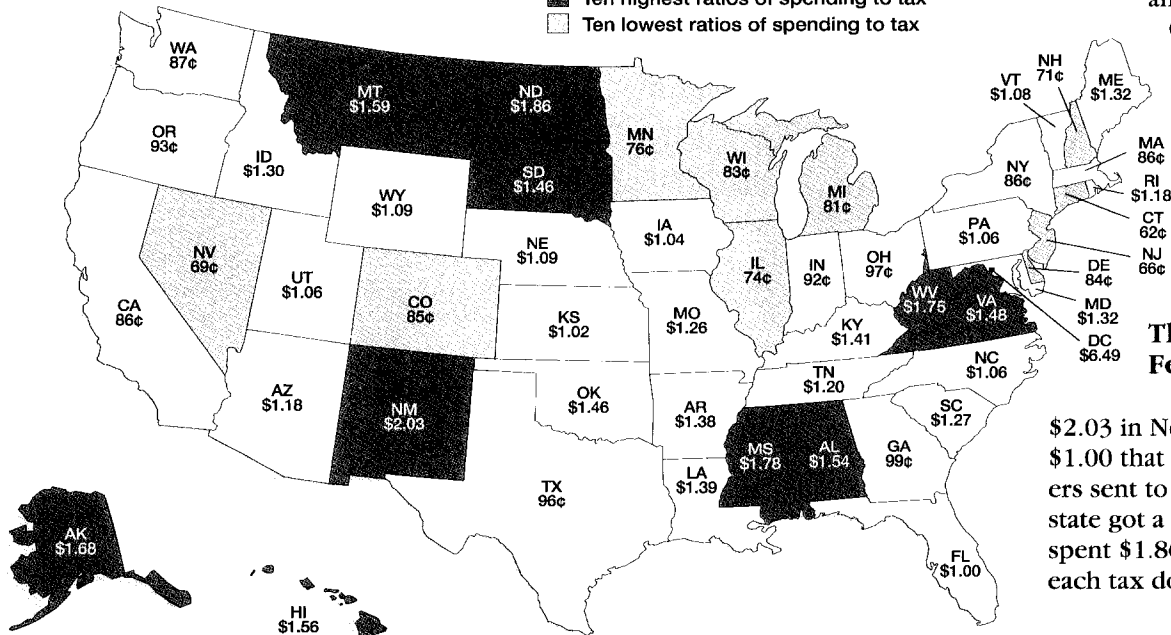 Ten highest ratios of spending to tax
Ten lowest ratios of spending to tax
an
WA
87¢
OR
93¢
ID
$1.30
MT
$1.59
ND
$1.86
SD
$1.46
WY
$1.09
NV
69¢
CA
86¢
UT
$1.06
CO
85¢
AZ
$1.18
NM
$2.03
NE
$1.09
KS
$1.02
OK
$1.46
TX
96¢
MN
76¢
IA
$1.04
MO
$1.26
AR
$1.38
LA
$1.39
WI
83¢
IL
74¢
MI
81¢
IN
92¢
OH
97¢
KY
$1.41
TN
$1.20
MS
$1.78
AL
$1.54
GA
99¢
FL
$1.00
SC
$1.27
NC
$1.06
WV
$1.75
VA
$1.48
PA
$1.06
NY
86¢
VT
$1.08
NH
71¢
ME
$1.32
MA
86¢
RI
$1.18
CT
62¢
NJ
66¢
DE
84¢
MD
$1.32
DC
$6.49
AK
$1.68
HI
$1.56
Th
Fe
$2.03 in Ne
$1.00 that
ers sent to
state got a
spent $1.8
each tax do